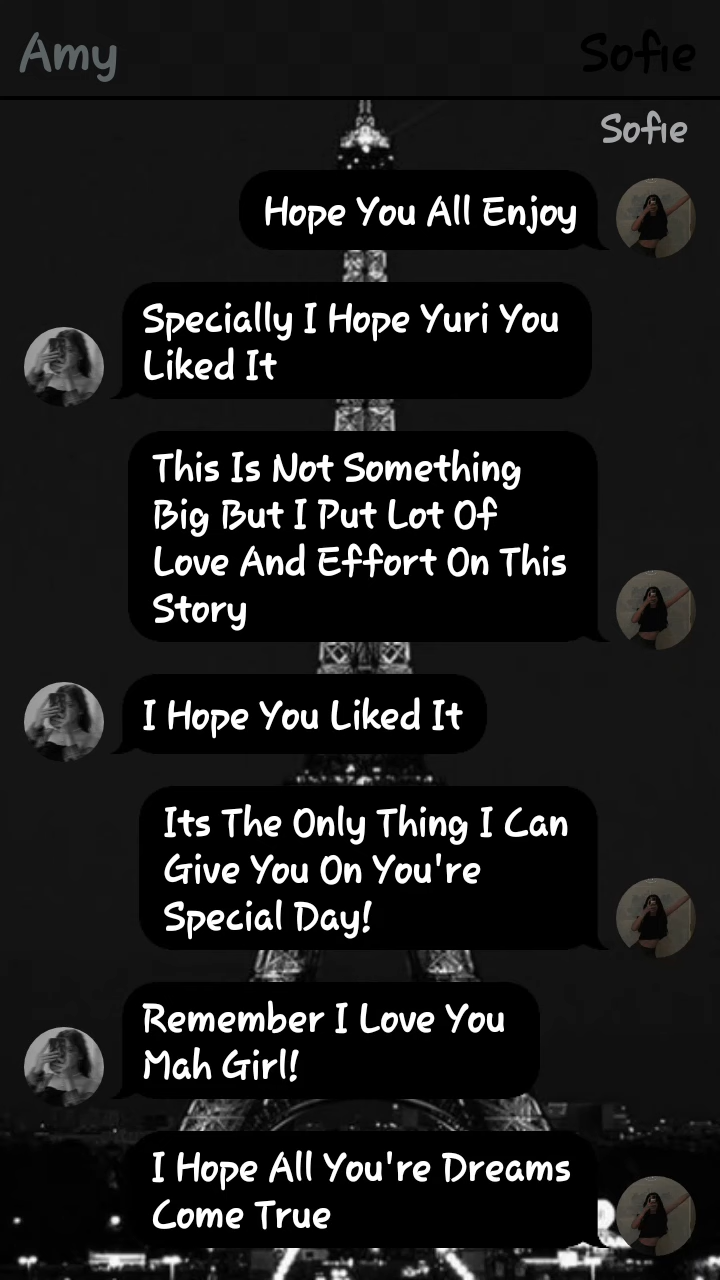 Amy
Sofie
Sofie
Hope You All Enjoy
Specially I Hope Yuri You
Liked It
This Is Not Something
Big But I Put Lot Of
Love And Effort On This
Story
I Hope You Liked It
Its The Only Thing I Can
Give You On You're
Special Day!
Remember I Love You
Mah Girl!
I Hope All You're Dreams
Come True